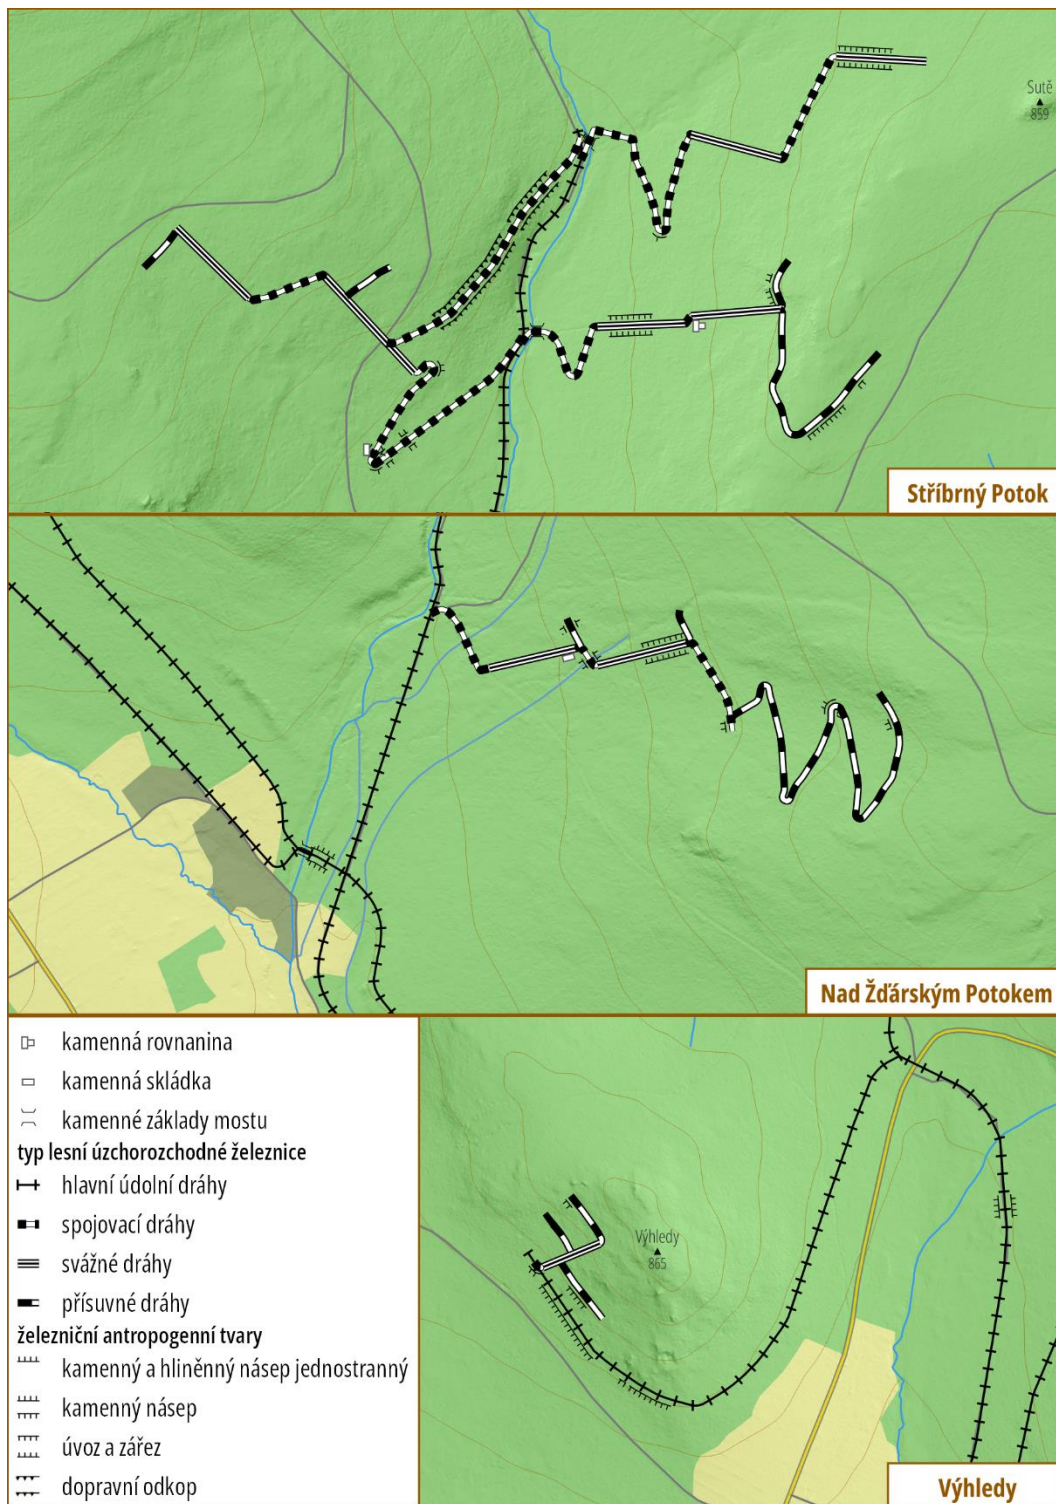 Sutě
859
Stříbrný Potok
Nad Žďárským Potokem
kamenná rovnanina
kamenná skládka
kamenné základy mostu
typ lesní úzchorozchodné železnice
hlavní údolní dráhy
spojovací dráhy
svážné dráhy
přísuvné dráhy
železniční antropogenní tvary
kamenný a hliněnný násep jednostranný
kamenný násep
úvoz a zářez
dopravní odkop
Výhledy
865
Výhledy